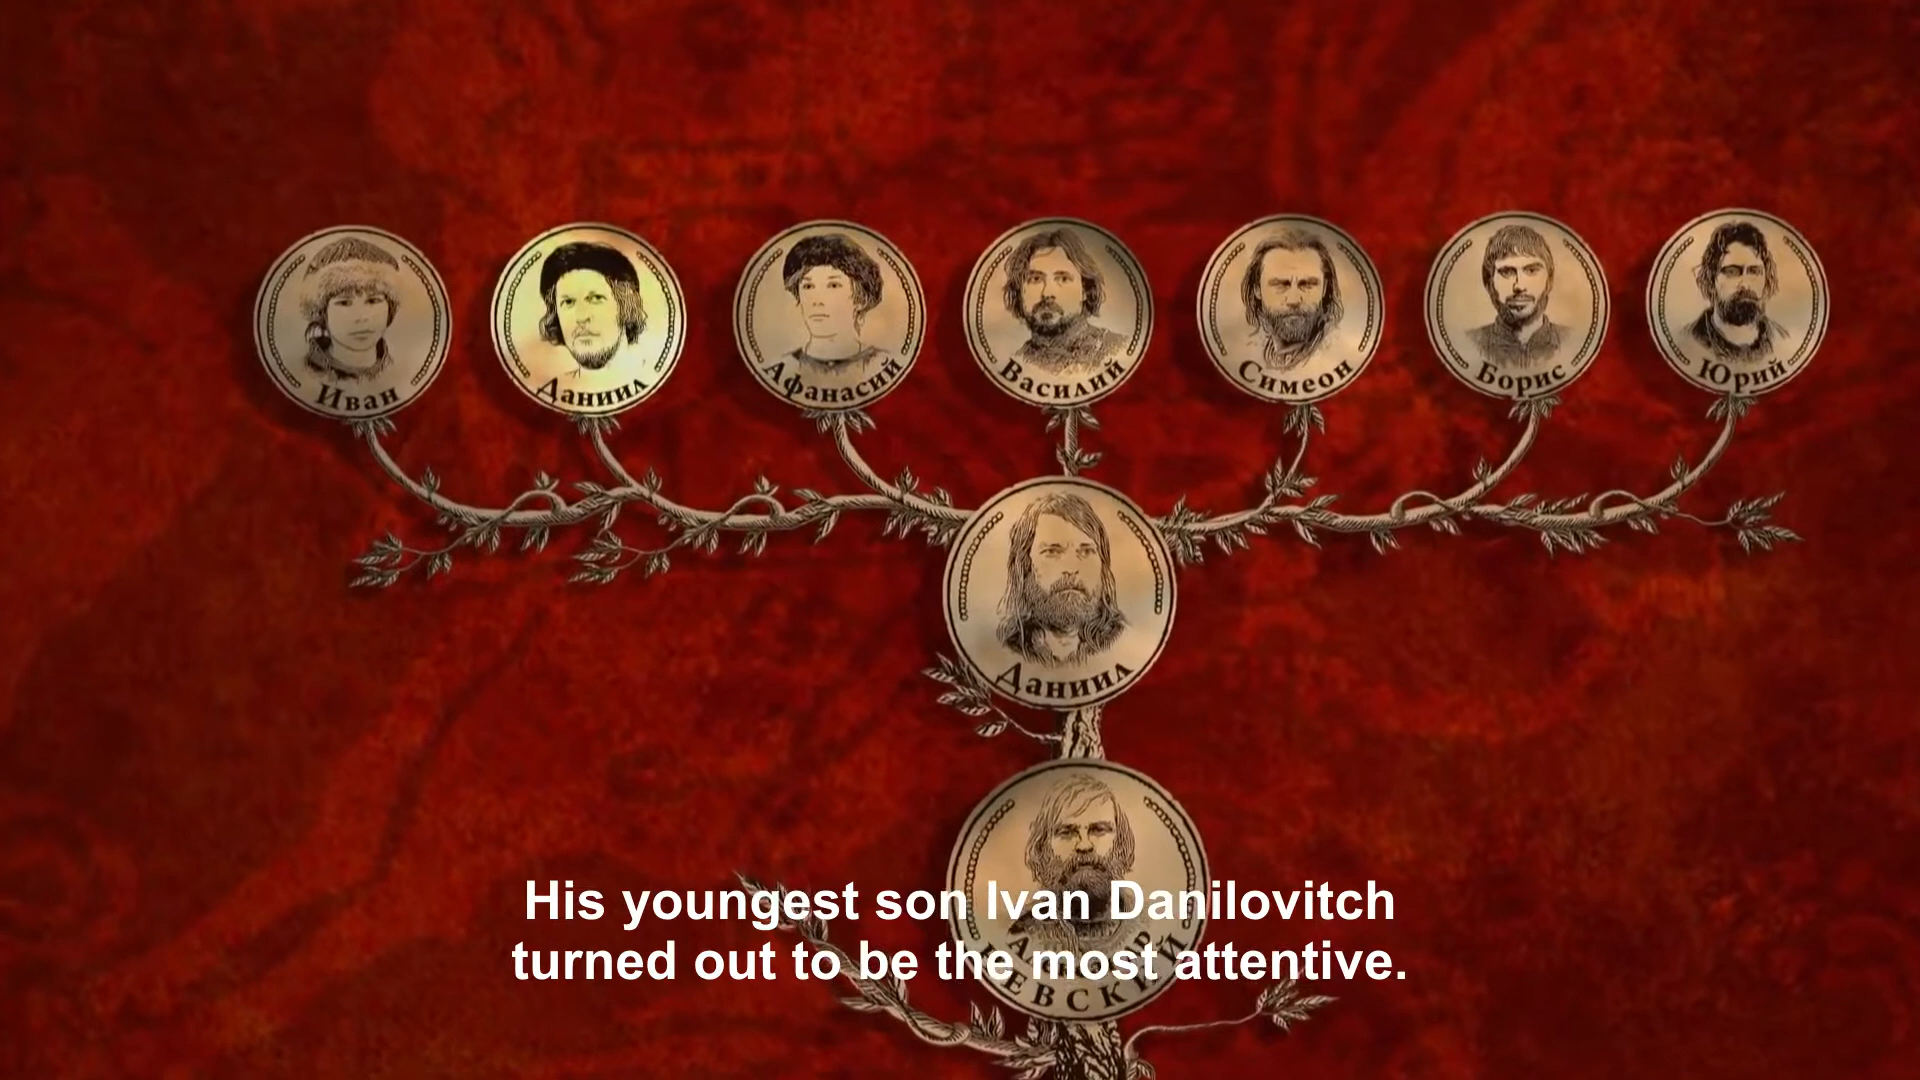 Иван
Даниил
Афанасий
Василий
Симеон
Борис
Юрий
Даниил
НЕВСКИЙ
His youngest son Ivan Danilovitch
turned out to be the most attentive.